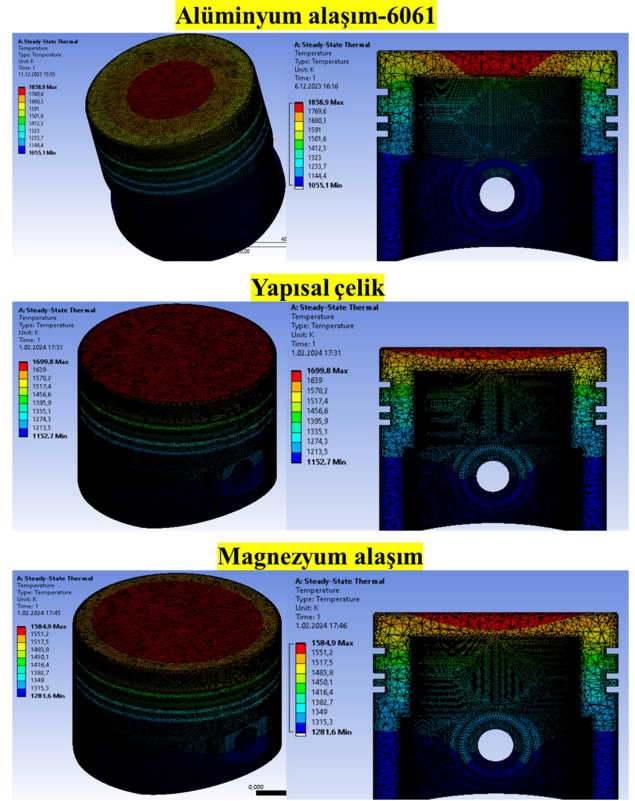 Alüminyum alaşım-6061
A: Steady-State Thermal
Temperature
Type: Temperature
Unit: K
Time: 1
11.12.2023 15:55
1858,9 Max
1769,6
1680,3
1591
1501,6
1412,3
1323
1233,7
1144,4
1055,1 Min
A: Steady-State Thermal
Temperature
Type: Temperature
Unit: K
Time: 1
6.12.2023 16:16
1858,9 Max
1769,6
1680,3
1591
1501,6
1412,3
1323
1233,7
1144,4
1055,1 Min
Yapısal çelik
A: Steady-State Thermal
Temperature
Type: Temperature
Unit: K
Time: 1
1.02.2024 17:31
1699,8 Max
1639
1578,2
1517,4
1456,6
1395,9
1335,1
1274,3
1213,5
1152,7 Min
A: Steady-State Thermal
Temperature
Type: Temperature
Unit: K
Time: 1
1.02.2024 17:31
1699,8 Max
1639
1578,2
1517,4
1456,6
1395,9
1335,1
1274,3
1213,5
1152,7 Min
Magnezyum alaşım
A: Steady-State Thermal
Temperature
Type: Temperature
Unit: K
Time: 1
1.02.2024 17:45
1584,9 Max
1551,2
1517,5
1483,8
1450,1
1416,4
1382,7
1349
1315,3
1281,6 Min
0,000
A: Steady-State Thermal
Temperature
Type: Temperature
Unit: K
Time: 1
1.02.2024 17:46
1584,9 Max
1551,2
1517,5
1483,8
1450,1
1416,4
1382,7
1349
1315,3
1281,6 Min